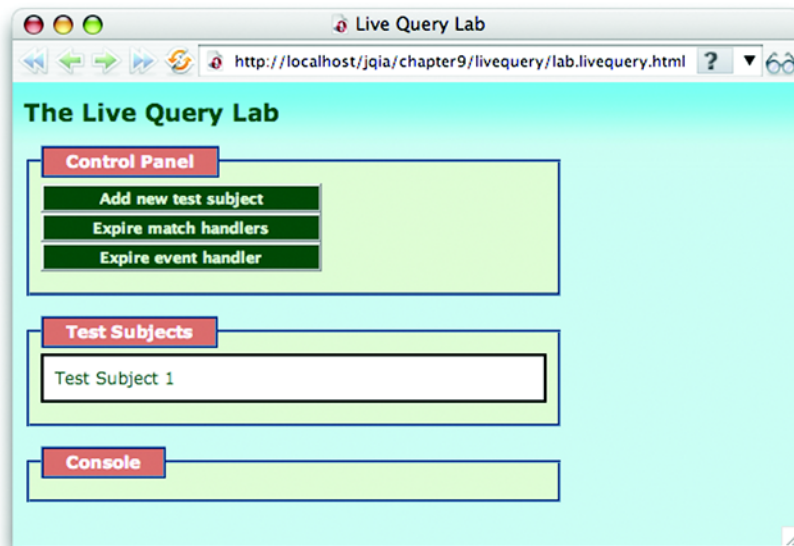 Live Query Lab
http://localhost/jqia/chapter9/livequery/lab.livequery.html ?
The Live Query Lab
Control Panel
Add new test subject
Expire match handlers
Expire event handler
Test Subjects
Test Subject 1
Console